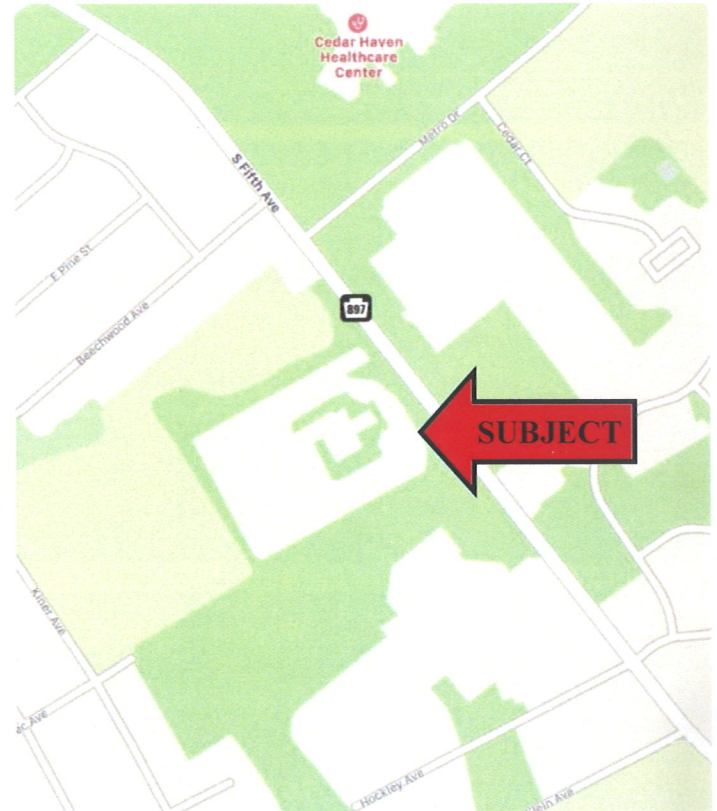 Cedar Haven
Healthcare
Center
Metro Dr
Cedar Ct
S Fifth Ave
E Pine St
897
Beechwood Ave
SUBJECT
Kiner Ave
Hockley Ave